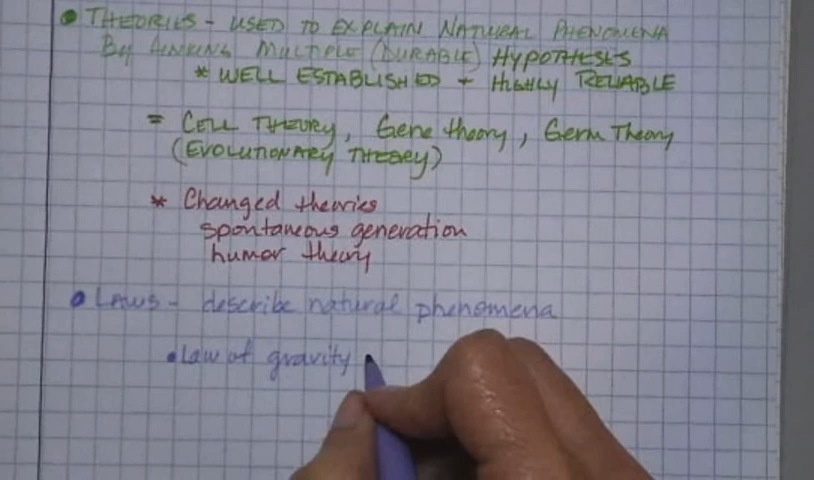 • THEORIES - USED TO EXPLAIN NATURAL PHENOMENA
By LINKING MULTIPLE (DURABLE) HYPOTHESES
* WELL ESTABLISHED + HIGHLY RELIABLE
= CELL THEORY, Gene theory, Germ Theory
(EVOLUTIONARY THEORY)
* Changed theories
spontaneous generation
humor theory
• LAWS - describe natural phenomena
• Law of gravity